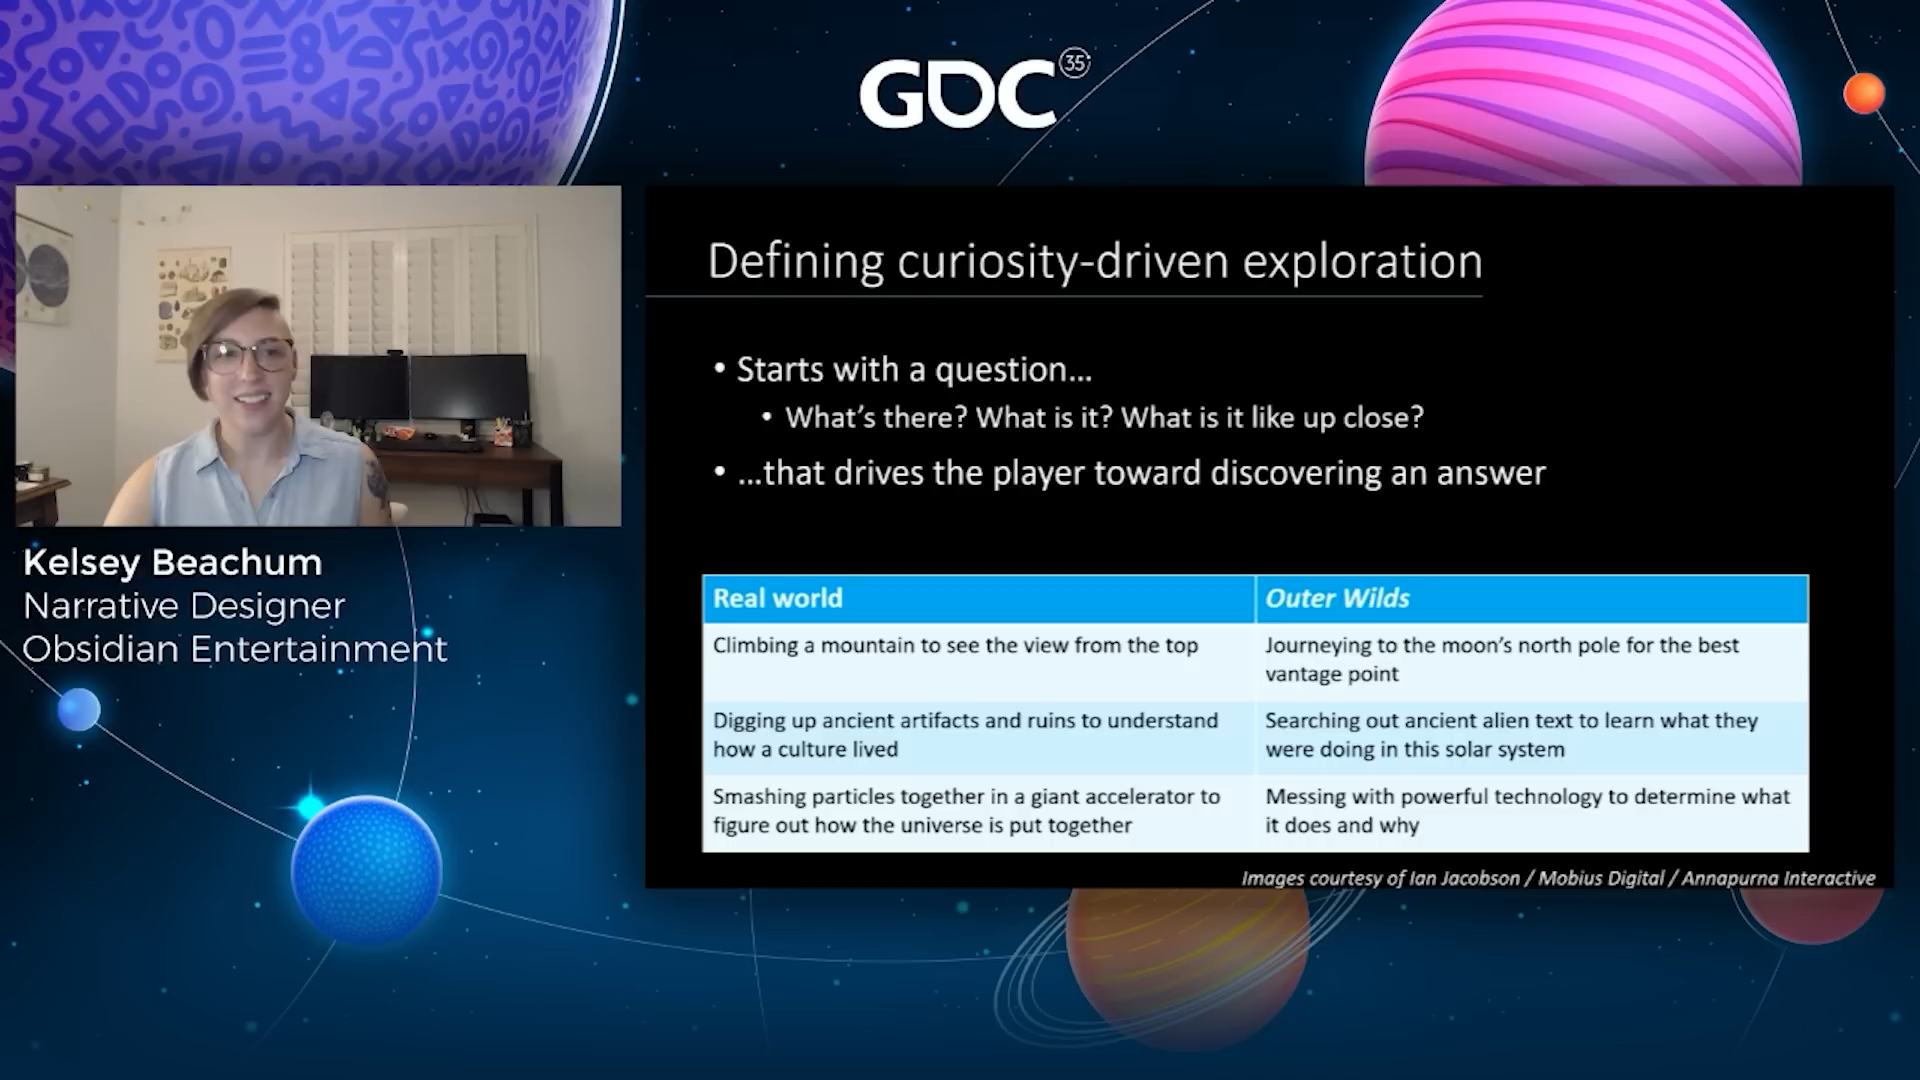 GDC 35
Defining curiosity-driven exploration
• Starts with a question...
• What's there? What is it? What is it like up close?
• ...that drives the player toward discovering an answer
Kelsey Beachum
Narrative Designer
Obsidian Entertainment
Real world
Outer Wilds
Climbing a mountain to see the view from the top
Journeying to the moon's north pole for the best
vantage point
Digging up ancient artifacts and ruins to understand
how a culture lived
Searching out ancient alien text to learn what they
were doing in this solar system
Smashing particles together in a giant accelerator to
figure out how the universe is put together
Messing with powerful technology to determine what
it does and why
Images courtesy of Ian Jacobson / Mobius Digital / Annapurna Interactive